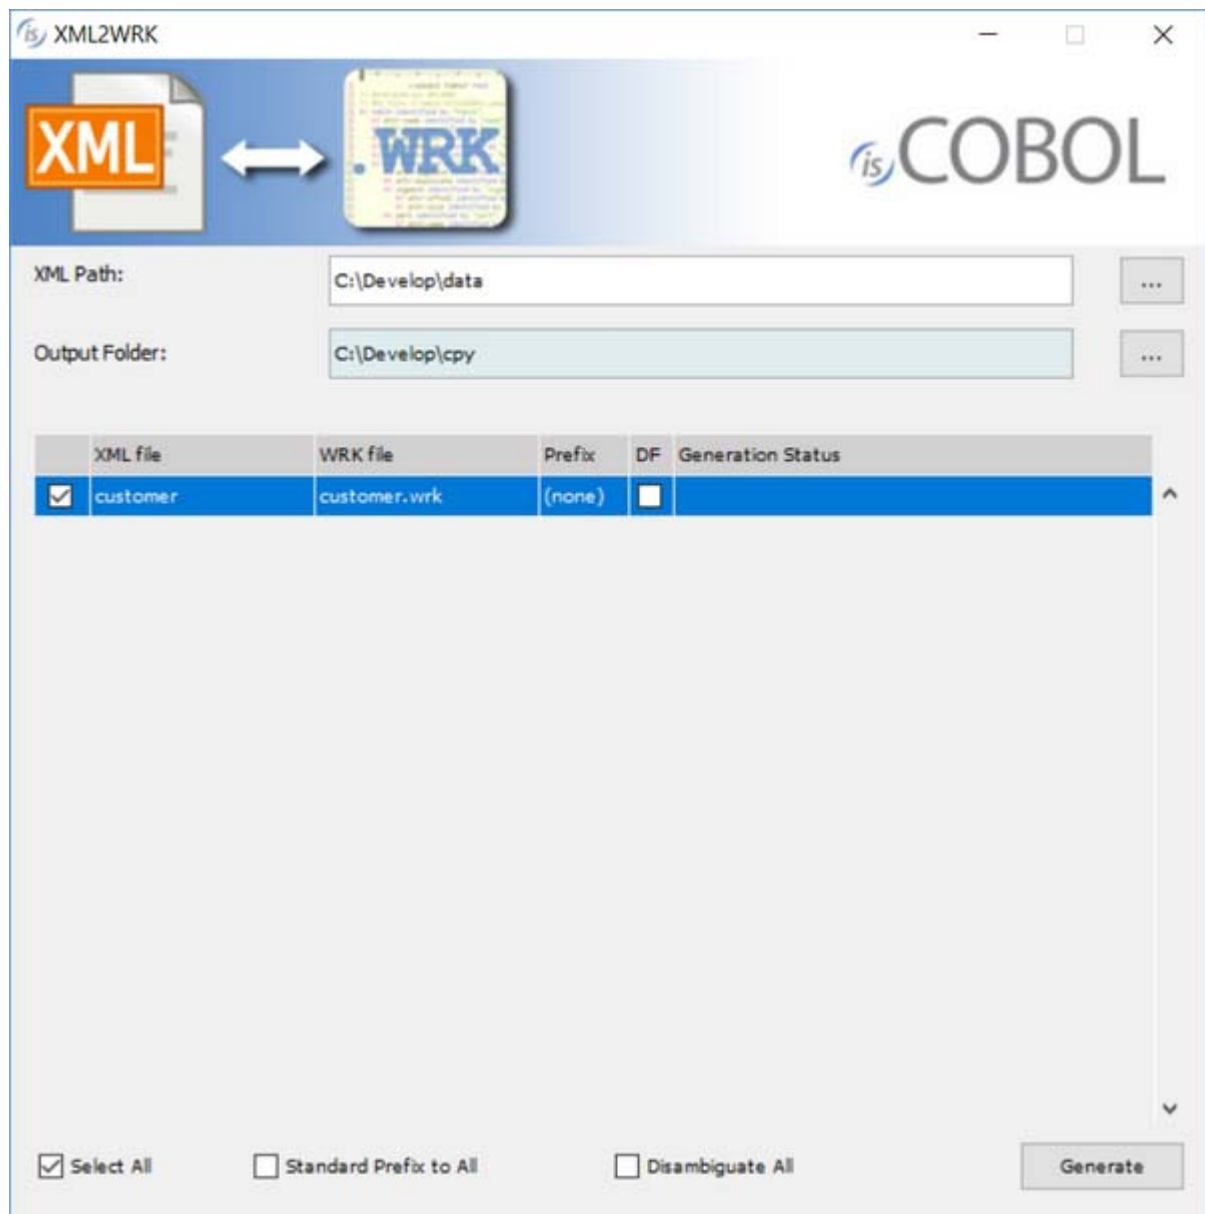 XML2WRK
XML
.WRK
isCOBOL
XML Path:
C:\Develop\data
...
Output Folder:
C:\Develop\cpy
...
XML file WRK file Prefix DF Generation Status
customer customer.wrk (none)
Select All Standard Prefix to All Disambiguate All Generate